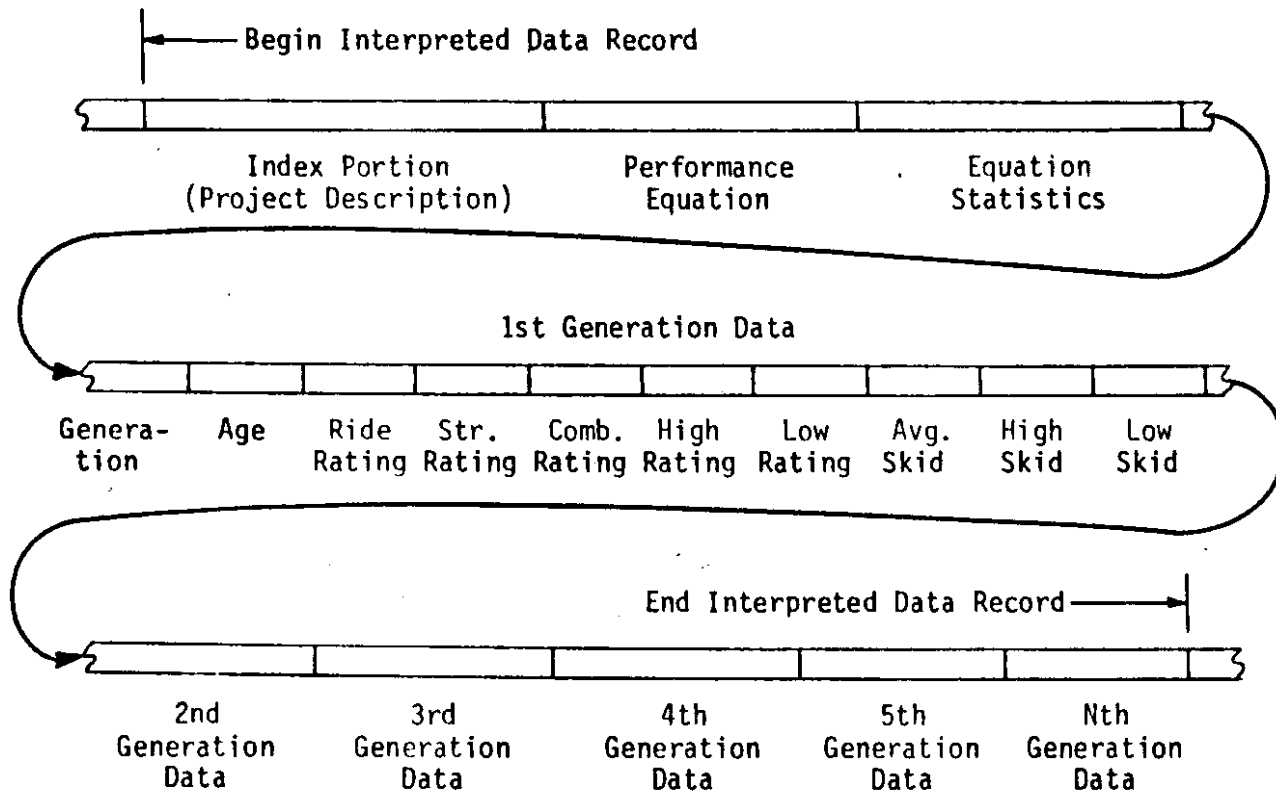 Begin Interpreted Data Record
Index Portion
(Project Description)
Performance
Equation
Equation
Statistics
1st Generation Data
Genera-
tion
Age
Ride
Rating
Str.
Rating
Comb.
Rating
High
Rating
Low
Rating
Avg.
Skid
High
Skid
Low
Skid
End Interpreted Data Record
2nd
Generation
Data
3rd
Generation
Data
4th
Generation
Data
5th
Generation
Data
Nth
Generation
Data